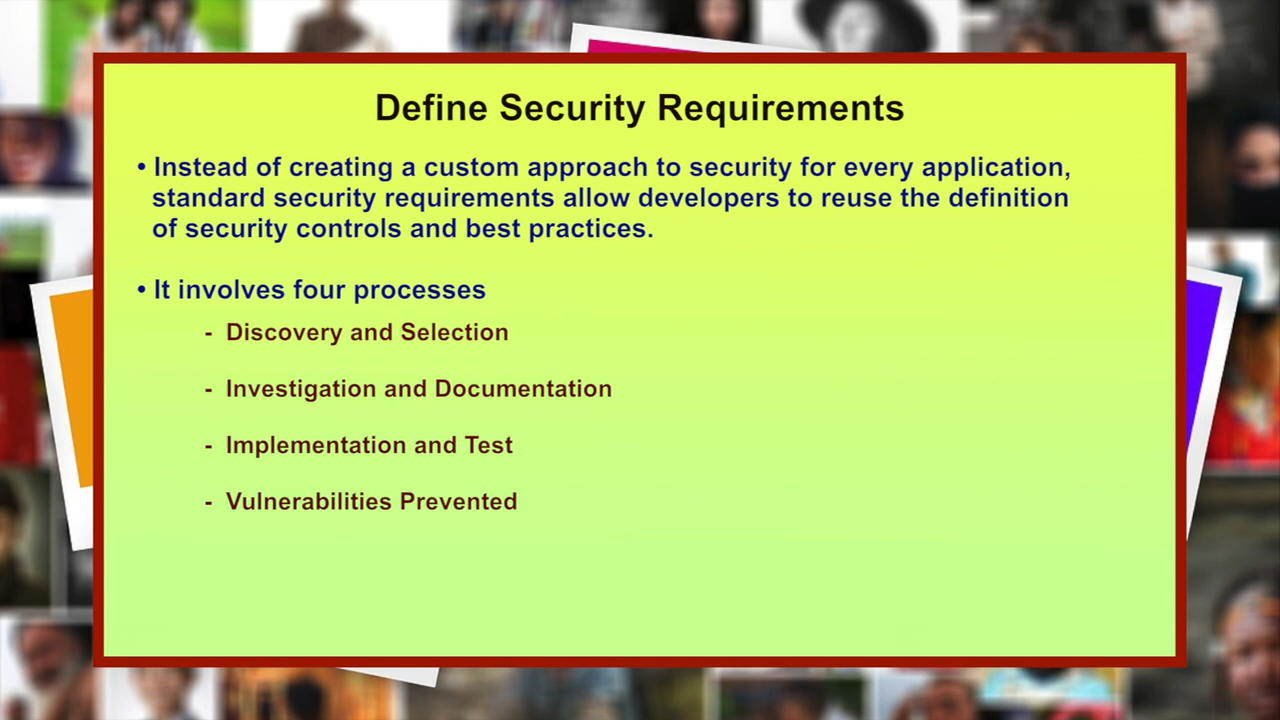 Define Security Requirements
• Instead of creating a custom approach to security for every application,
standard security requirements allow developers to reuse the definition
of security controls and best practices.
• It involves four processes
- Discovery and Selection
- Investigation and Documentation
- Implementation and Test
- Vulnerabilities Prevented